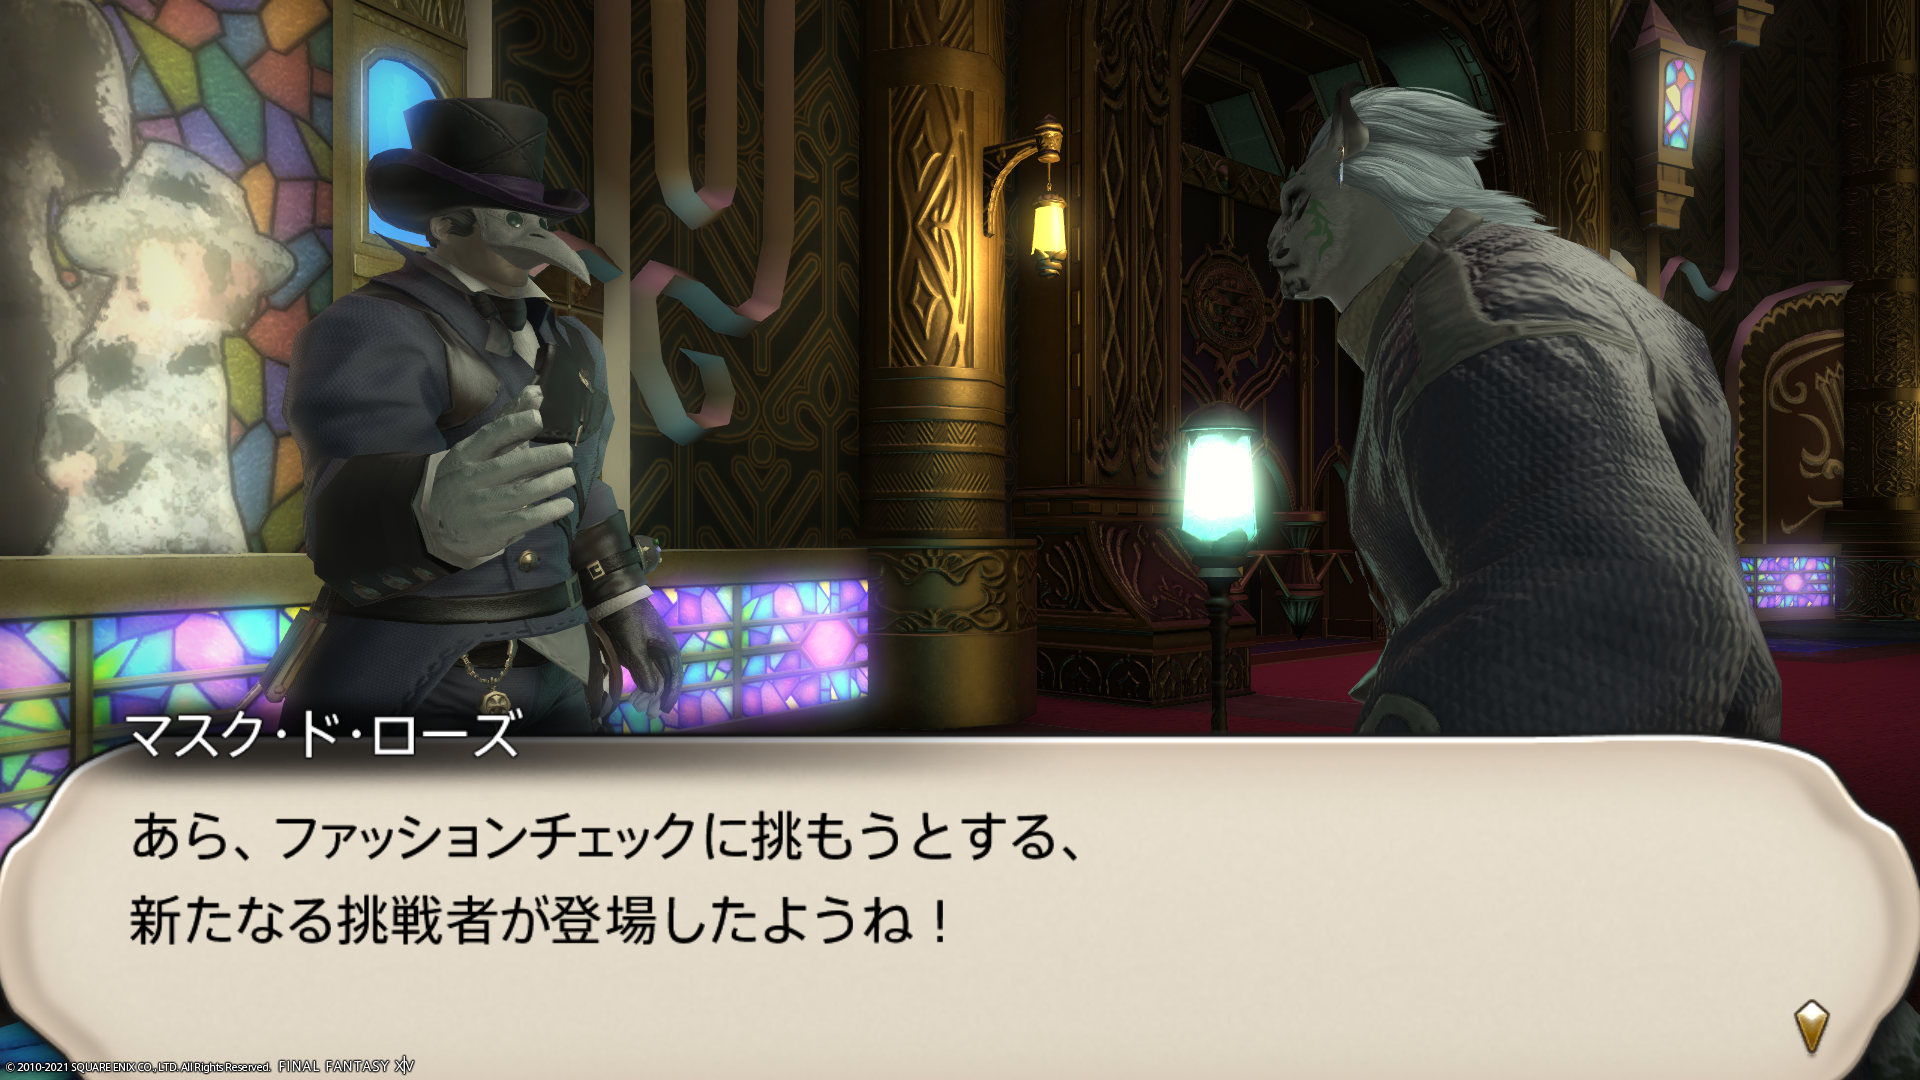 マスク・ド・ローズ
あら、ファッションチェックに挑もうとする、
新たなる挑戦者が登場したようね！
© 2010-2021 SQUARE ENIX CO., LTD. All Rights Reserved. FINAL FANTASY XIV